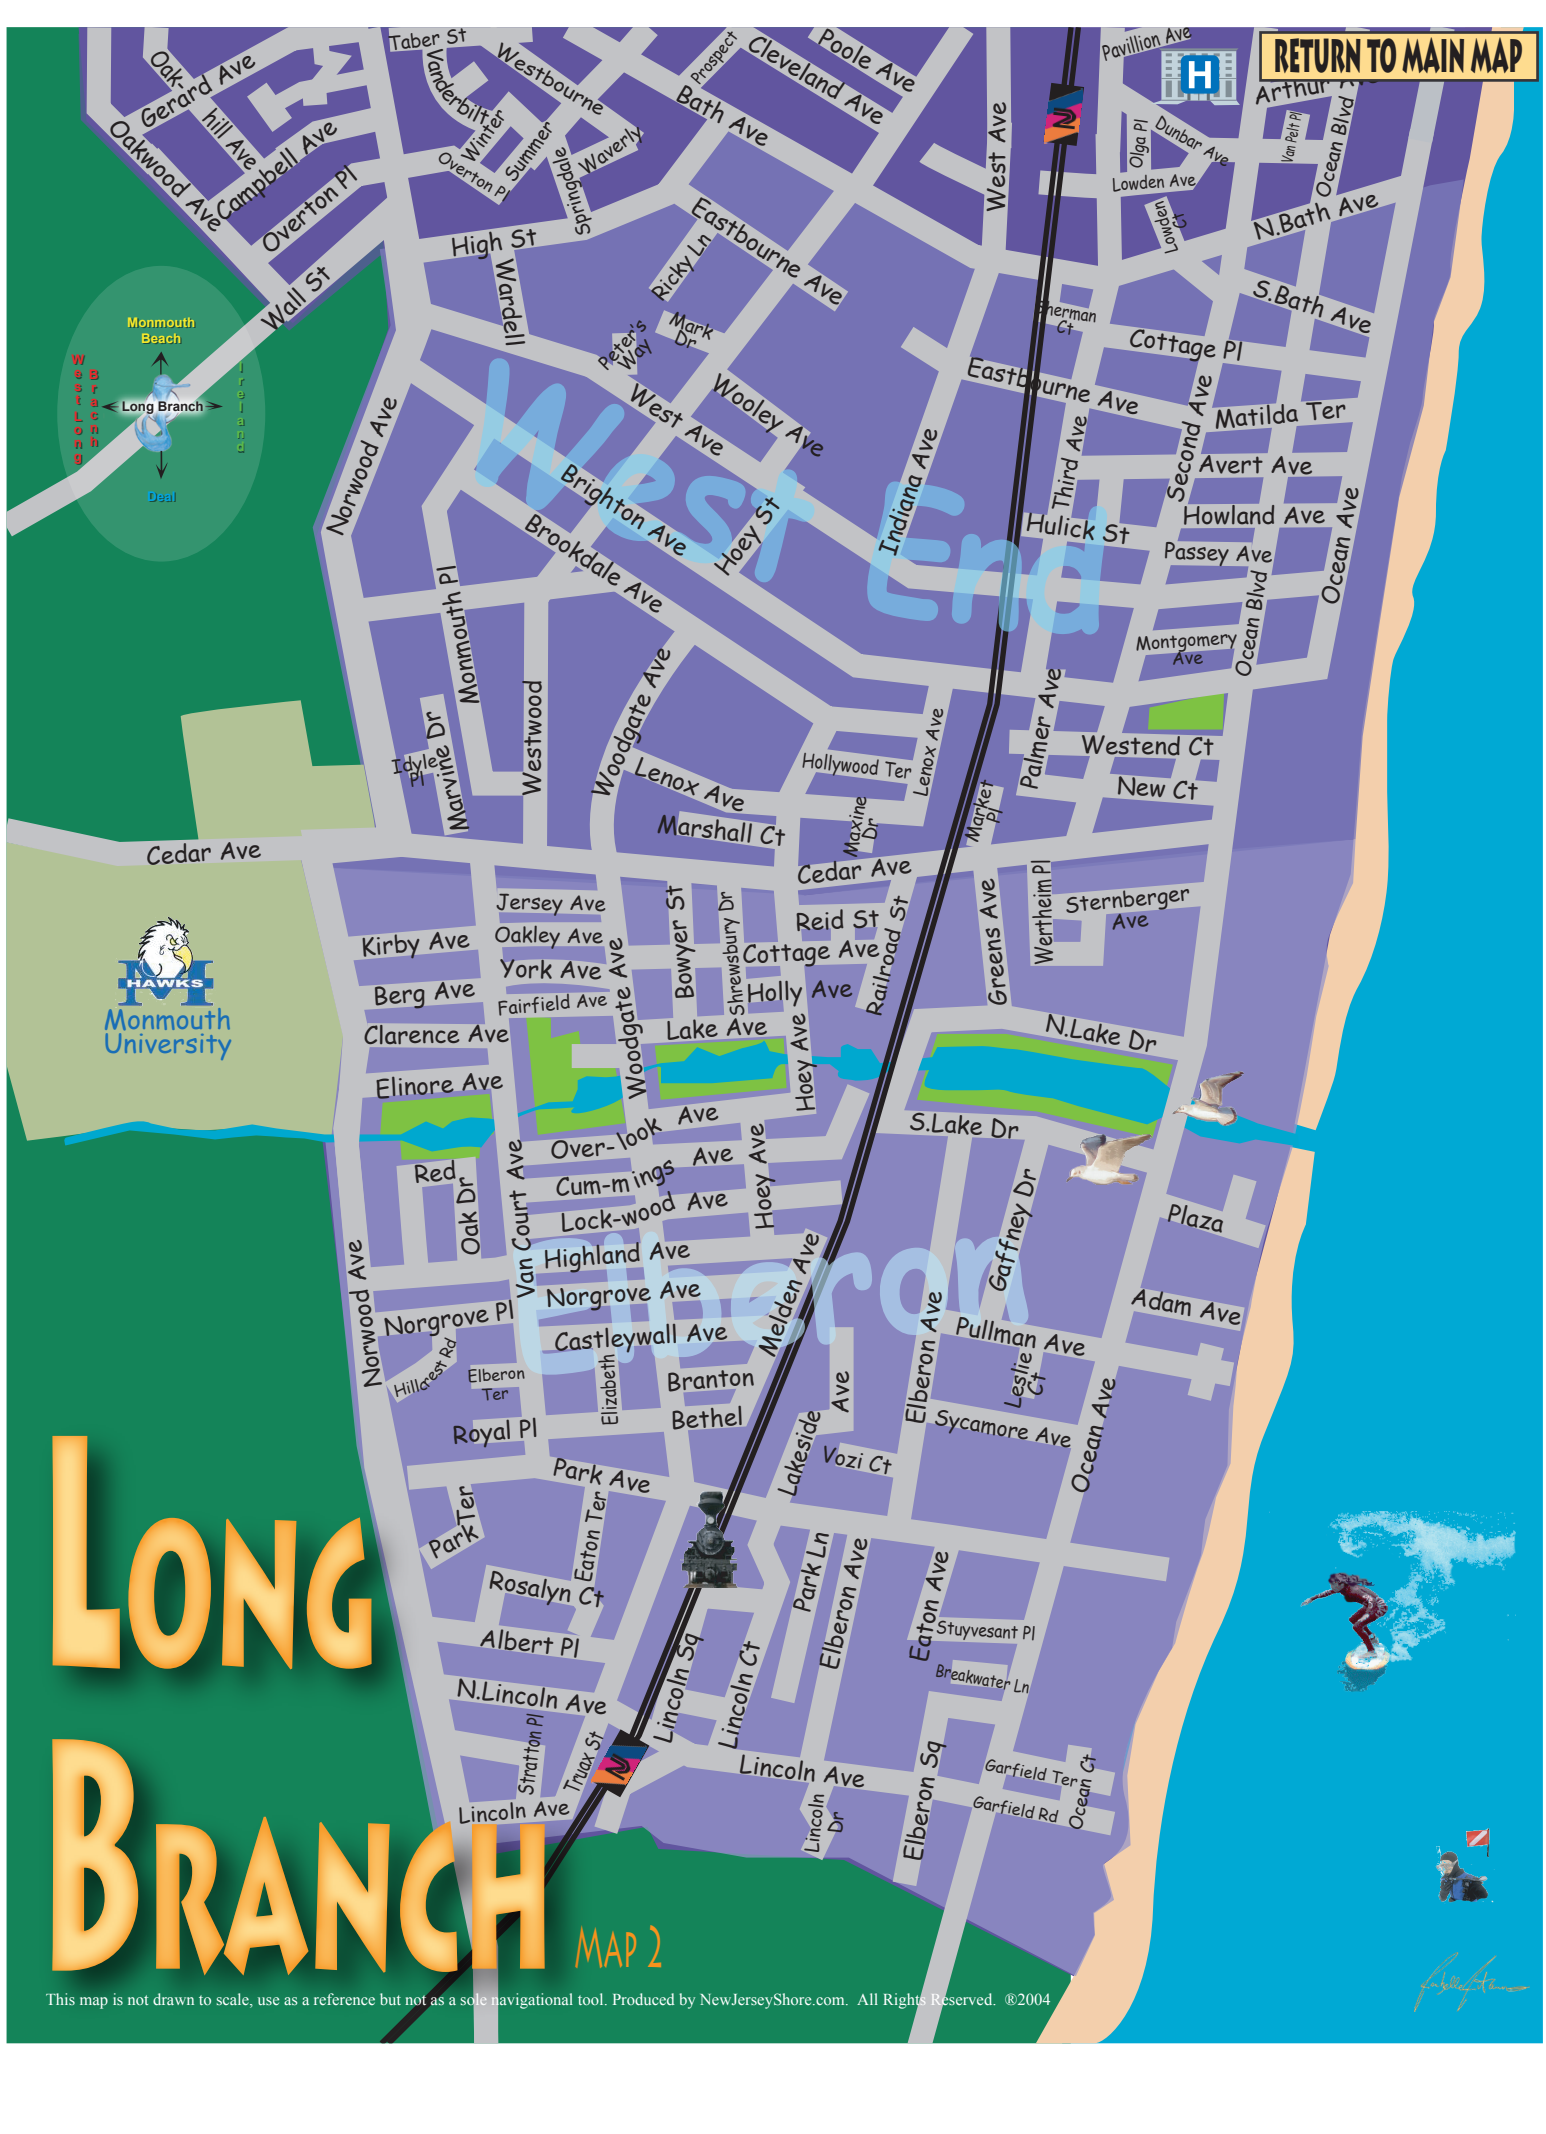 Taber St
Pavillion Ave
RETURN TO MAIN MAP
Oak-
hill Ave
Gerard Ave
Vanderbilt
Westbourne
Prospect
Cleveland Ave
Poole Ave
H
Arthur
Bath Ave
Oakwood Ave
Campbell Ave
Overton Pl
Winter
Summer
Overton Pl
Springdale
Waverly
West Ave
N
Olga Pl
Dunbar Ave
Van Pelt Pl
Ocean Blvd
Lowden Ave
Lowden
Ct
N.Bath Ave
High St
Wardell
Eastbourne Ave
Ricky Ln
Wall St
S.Bath Ave
Sherman
Ct
Monmouth
Beach
West Long
Bracnh
Ireland
Long Branch
Deal
Peter's
Way
Mark
Dr
Cottage Pl
Eastbourne Ave
Second Ave
Matilda Ter
Norwood Ave
West Ave
Wooley Ave
Third Ave
Avert Ave
West End
Indiana Ave
Brighton Ave
Hoey St
Brookdale Ave
Hulick St
Howland Ave
Passey Ave
Ocean Ave
Ocean Blvd
Monmouth Pl
Montgomery
Ave
Woodgate Ave
Westwood
Marvine Dr
Idyle
Pl
Palmer Ave
Westend Ct
New Ct
Lenox Ave
Hollywood Ter
Lenox Ave
Market
Pl
Marshall Ct
Maxine
Dr
Cedar Ave
Cedar Ave
Jersey Ave
Oakley Ave
York Ave
Fairfield Ave
Kirby Ave
Berg Ave
Clarence Ave
Elinore Ave
Woodgate Ave
Bowyer St
Shrewsbury Dr
Reid St
Cottage Ave
Holly Ave
Railroad St
Greens Ave
Wertheim Pl
Sternberger
Ave
M
HAWKS
Monmouth
University
Lake Ave
Hoey Ave
N.Lake Dr
S.Lake Dr
Over-look Ave
Cum-mings Ave
Lock-wood Ave
Hoey Ave
Red
Oak Dr
Van Court Ave
Highland Ave
Norgrove Ave
Castleywall Ave
Melden Ave
Gaffney Dr
Plaza
Elberon
Norwood Ave
Norgrove Pl
Hillcrest Rd
Elberon
Ter
Elizabeth
Branton
Bethel
Royal Pl
Adam Ave
Pullman Ave
Elberon Ave
Leslie
Ct
Sycamore Ave
Ocean Ave
Lakeside
Ave
Vozi Ct
Park Ave
Park
Ter
Eaton Ter
Rosalyn Ct
Albert Pl
Park Ln
Elberon Ave
Eaton Ave
Stuyvesant Pl
Breakwater Ln
Lincoln Sq
Lincoln Ct
N.Lincoln Ave
Stratton Pl
Truax St
N
Lincoln Ave
Lincoln Ave
Lincoln
Dr
Elberon Sq
Garfield Ter
Garfield Rd
Ocean Ct
LONG
BRANCH
MAP 2
This map is not drawn to scale, use as a reference but not as a sole navigational tool. Produced by NewJerseyShore.com. All Rights Reserved. ®2004